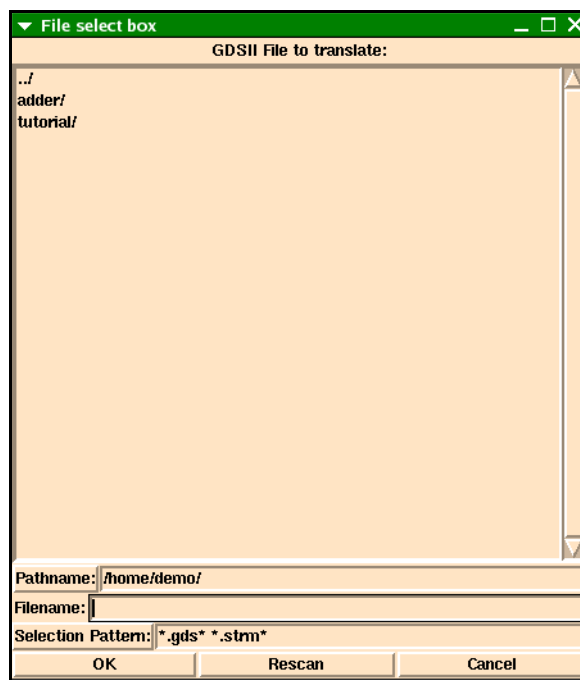 File select box
GDSII File to translate:
../
adder/
tutorial/
Pathname: /home/demo/
Filename:
Selection Pattern: *.gds* *.strm*
OK Rescan Cancel